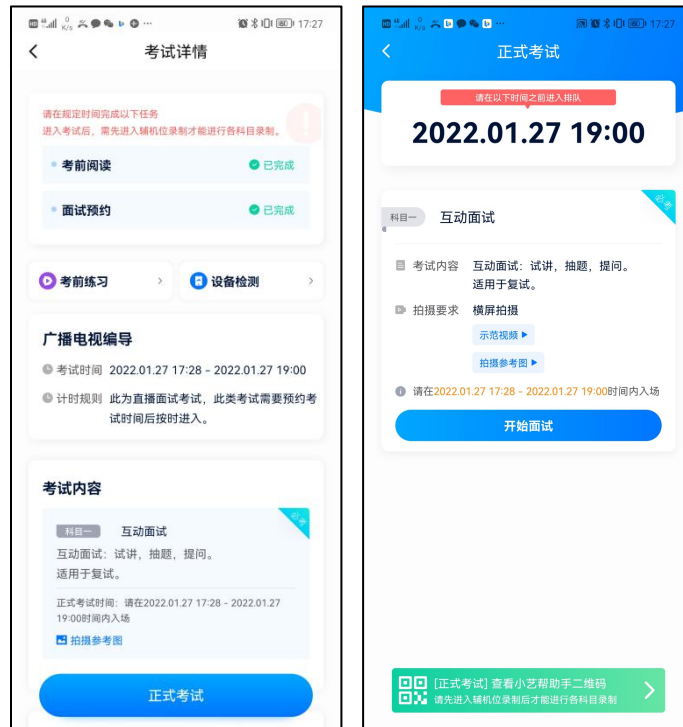 17:27
考试详情
请在规定时间完成以下任务
进入考试后，需先进入辅机位录制才能进行各科目录制。
考前阅读
已完成
面试预约
已完成
考前练习
设备检测
广播电视编导
考试时间 2022.01.27 17:28 - 2022.01.27 19:00
计时规则 此为直播面试考试，此类考试需要预约考
试时间后按时进入。
考试内容
必考
科目一 互动面试
互动面试：试讲，抽题，提问。
适用于复试。
正式考试时间：请在2022.01.27 17:28 - 2022.01.27
19:00时间内入场
拍摄参考图
正式考试
17:27
正式考试
请在以下时间之前进入排队
2022.01.27 19:00
必考
科目一 互动面试
考试内容 互动面试：试讲，抽题，提问。
适用于复试。
拍摄要求 横屏拍摄
示范视频
拍摄参考图
请在2022.01.27 17:28 - 2022.01.27 19:00时间内入场
开始面试
[正式考试] 查看小艺帮助手二维码
请先进入辅机位录制后才能进行各科目录制